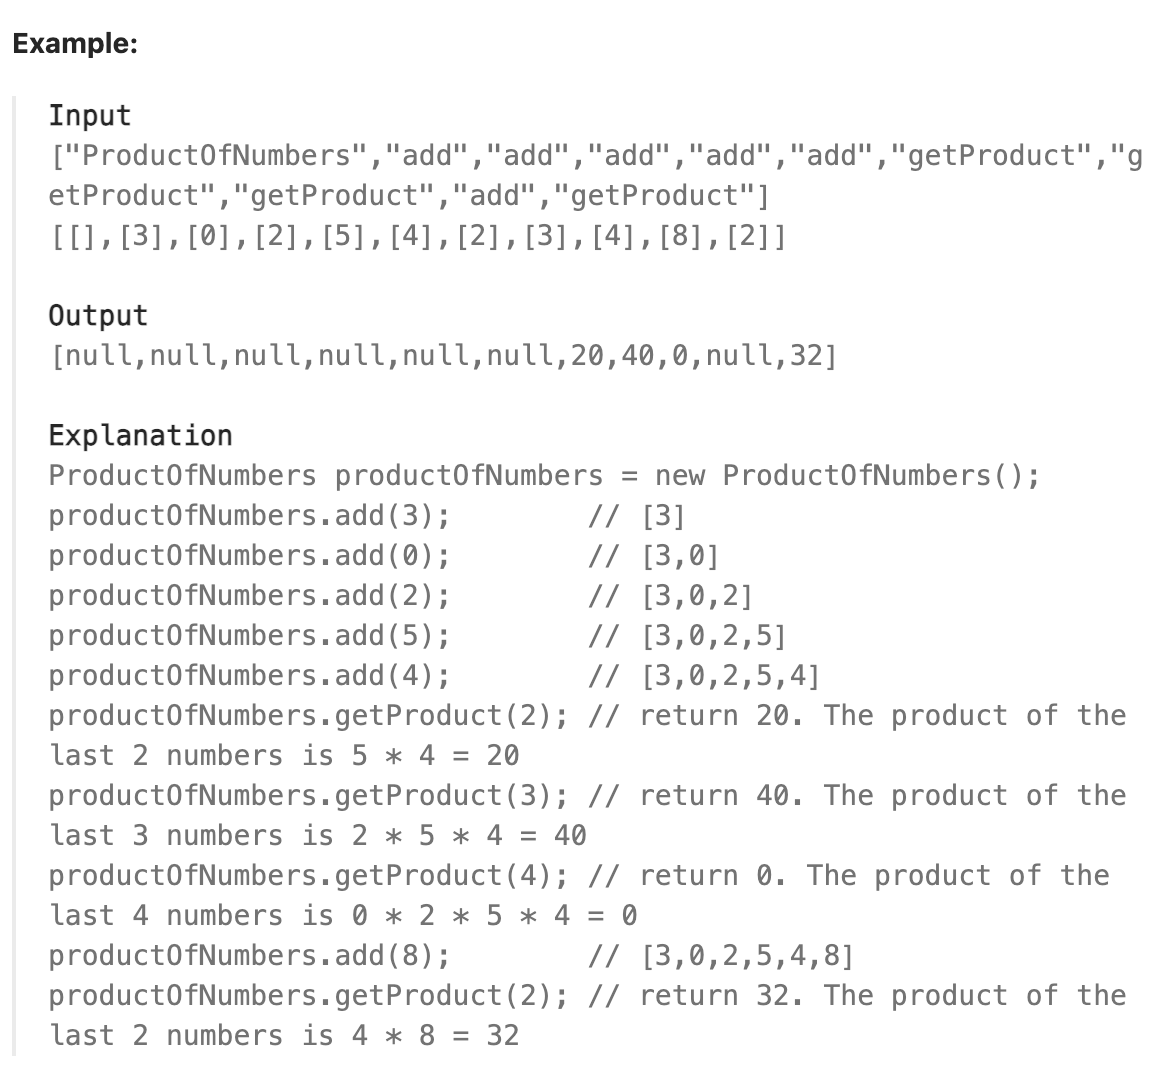 Example:
Input
["ProductOfNumbers","add","add","add","add","add","getProduct","g
etProduct","getProduct","add","getProduct"]
[[],[3],[0],[2],[5],[4],[2],[3],[4],[8],[2]]
Output
[null,null,null,null,null,null,20,40,0,null,32]
Explanation
ProductOfNumbers productOfNumbers = new ProductOfNumbers();
productOfNumbers.add(3);        // [3]
productOfNumbers.add(0);        // [3,0]
productOfNumbers.add(2);        // [3,0,2]
productOfNumbers.add(5);        // [3,0,2,5]
productOfNumbers.add(4);        // [3,0,2,5,4]
productOfNumbers.getProduct(2); // return 20. The product of the
last 2 numbers is 5 * 4 = 20
productOfNumbers.getProduct(3); // return 40. The product of the
last 3 numbers is 2 * 5 * 4 = 40
productOfNumbers.getProduct(4); // return 0. The product of the
last 4 numbers is 0 * 2 * 5 * 4 = 0
productOfNumbers.add(8);        // [3,0,2,5,4,8]
productOfNumbers.getProduct(2); // return 32. The product of the
last 2 numbers is 4 * 8 = 32